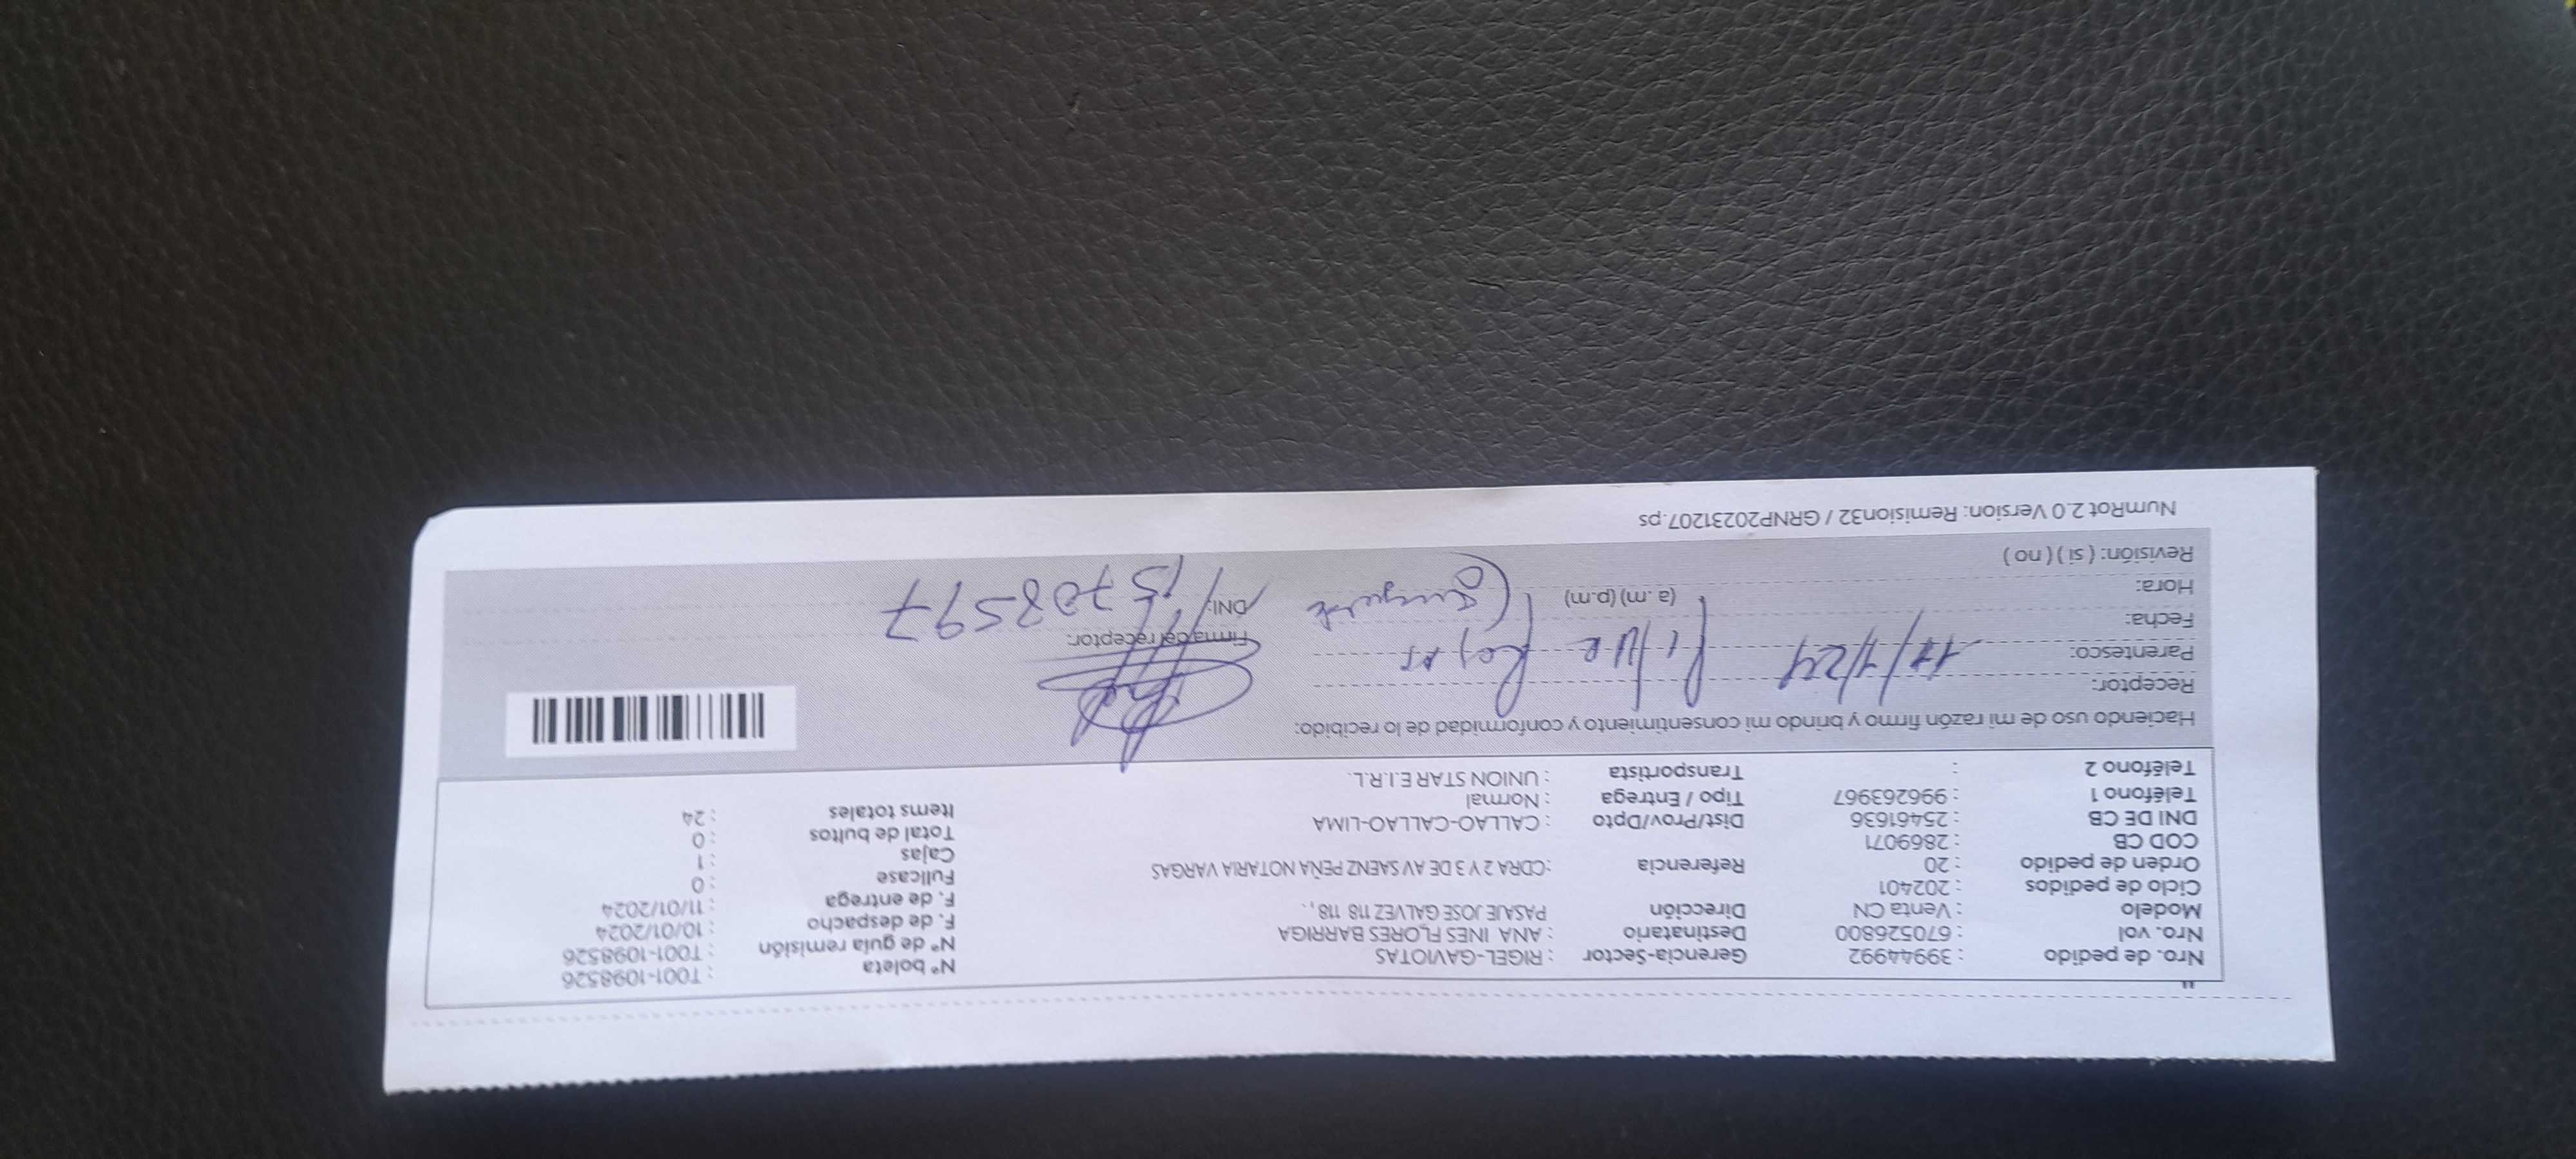 Nro. de pedido : 39944992 Gerencia-Sector : RIGEL-GAVIOTAS Nº boleta : T001-1098526
Nro. vol : 670526800 Destinatario : ANA INES FLORES BARRIGA Nº de guía remisión : T001-1098526
Modelo : Venta CN Dirección PASAJE JOSE GALVEZ 118 118, . F. de despacho : 10/01/2024
Ciclo de pedidos : 202401 F. de entrega : 11/01/2024
Orden de pedido : 20 Referencia :CDRA 2 Y 3 DE AV SAENZ PEÑA NOTARIA VARGAS Fullcase : 0
COD CB : 2869071 Cajas : 1
DNI DE CB : 25461636 Dist/Prov/Dpto : CALLAO-CALLAO-LIMA Total de bultos : 0
Teléfono 1 : 996263967 Tipo / Entrega : Normal Items totales : 24
Teléfono 2 : Transportista : UNION STAR E.I.R.L.
Haciendo uso de mi razón firmo y brindo mi consentimiento y conformidad de lo recibido:
Receptor:
Parentesco: 11/1/24 Rojas
Fecha: Firma del receptor:
Hora: (a .m) (p.m) DNI: 15708597
Revisión: ( si ) ( no )
NumRot 2.0 Version: Remision32 / GRNP20231207.ps